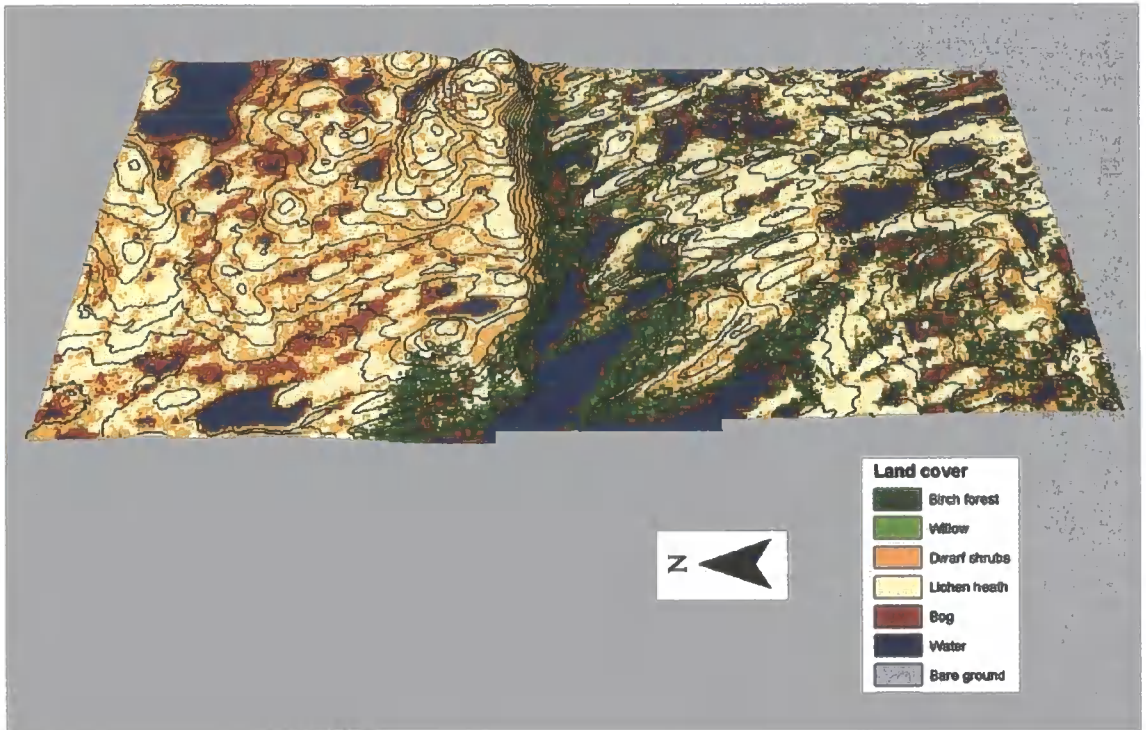 Land cover
Birch forest
Willow
Dwarf shrubs
Lichen heath
Bog
Water
Bare ground
N